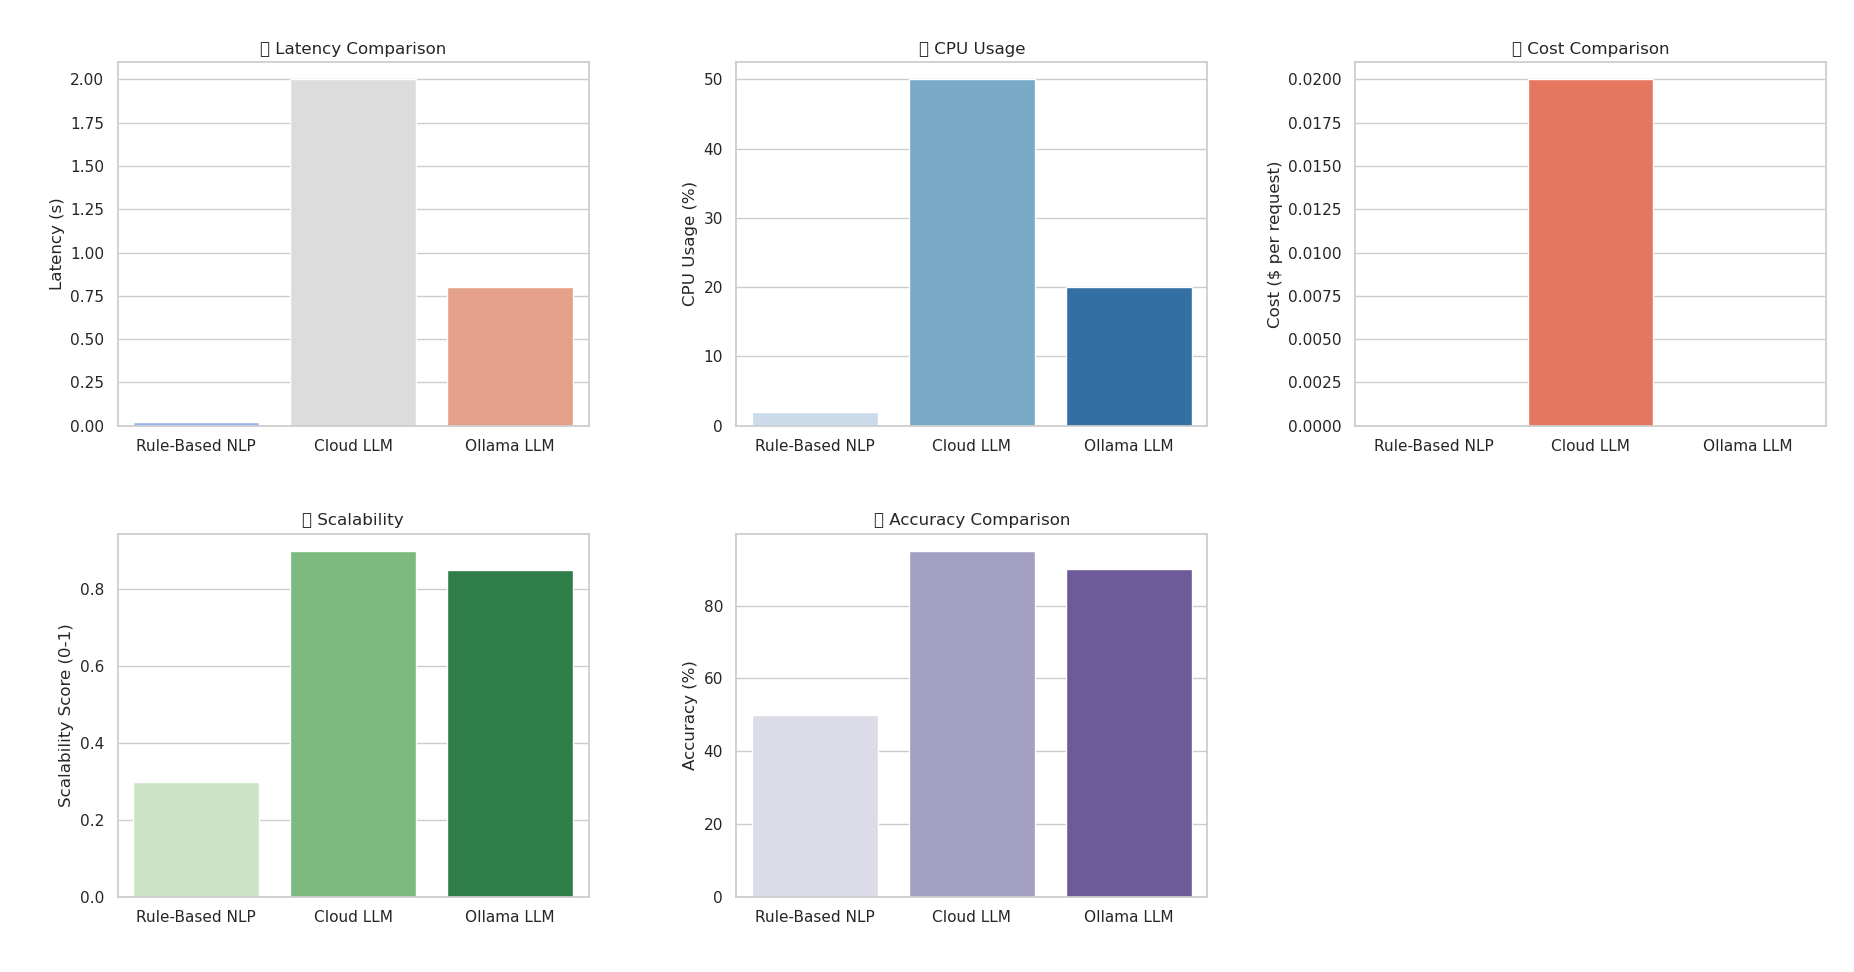 ▯ Latency Comparison
Latency (s)
2.00
1.75
1.50
1.25
1.00
0.75
0.50
0.25
0.00
Rule-Based NLP
Cloud LLM
Ollama LLM
▯ CPU Usage
CPU Usage (%)
50
40
30
20
10
0
Rule-Based NLP
Cloud LLM
Ollama LLM
▯ Cost Comparison
Cost ($ per request)
0.0200
0.0175
0.0150
0.0125
0.0100
0.0075
0.0050
0.0025
0.0000
Rule-Based NLP
Cloud LLM
Ollama LLM
▯ Scalability
Scalability Score (0-1)
0.8
0.6
0.4
0.2
0.0
Rule-Based NLP
Cloud LLM
Ollama LLM
▯ Accuracy Comparison
Accuracy (%)
80
60
40
20
0
Rule-Based NLP
Cloud LLM
Ollama LLM